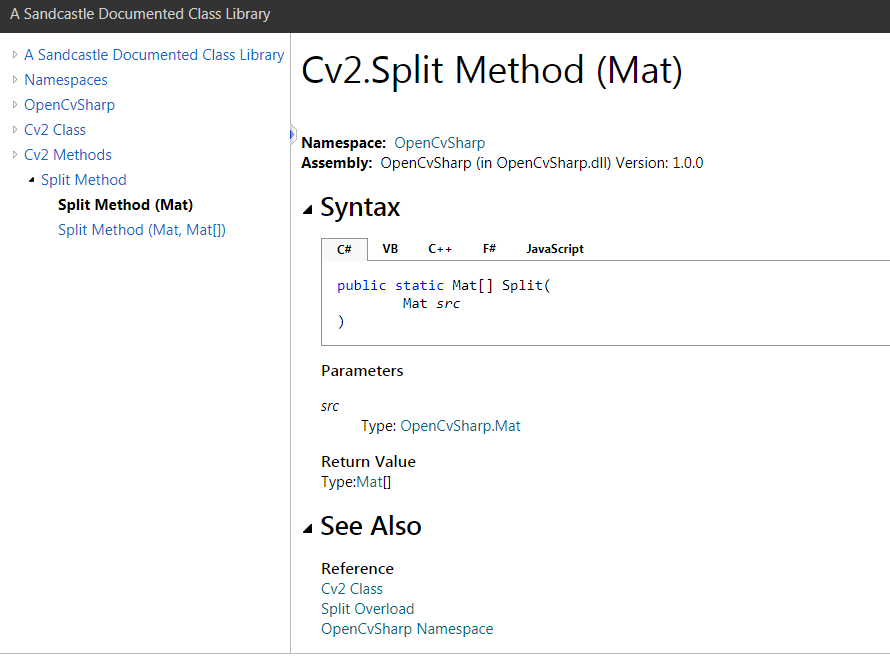 A Sandcastle Documented Class Library
A Sandcastle Documented Class Library
Namespaces
OpenCvSharp
Cv2 Class
Cv2 Methods
Split Method
Split Method (Mat)
Split Method (Mat, Mat[])
Cv2.Split Method (Mat)
Namespace: OpenCvSharp
Assembly: OpenCvSharp (in OpenCvSharp.dll) Version: 1.0.0
Syntax
C# VB C++ F# JavaScript
public static Mat[] Split(
Mat src
)
Parameters
src
Type: OpenCvSharp.Mat
Return Value
Type:Mat[]
See Also
Reference
Cv2 Class
Split Overload
OpenCvSharp Namespace